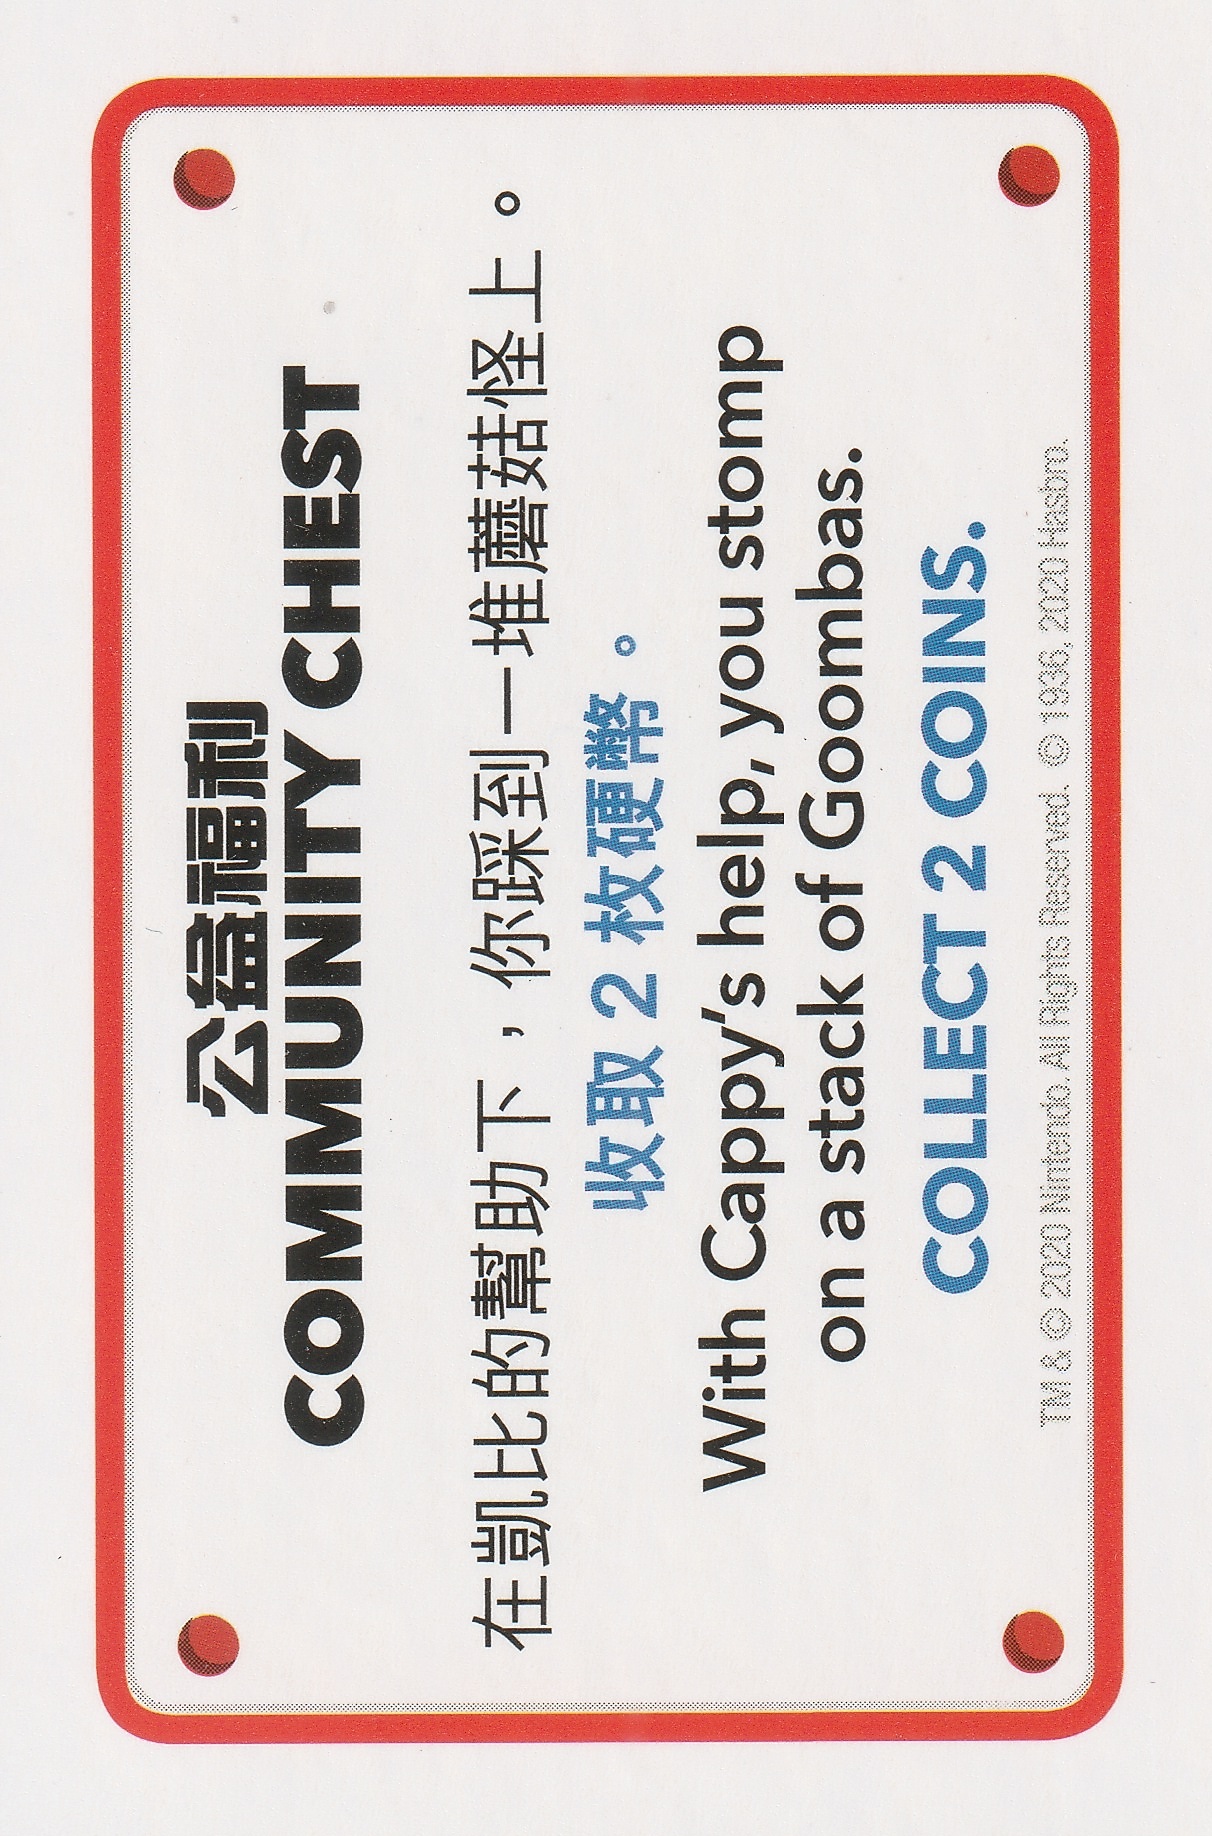 公益福利
COMMUNITY CHEST
在凱比的幫助下，你踩到一堆蘑菇怪上。
收取 2 枚硬幣。
With Cappy's help, you stomp
on a stack of Goombas.
COLLECT 2 COINS.
TM & © 2020 Nintendo. All Rights Reserved. © 1936, 2020 Hasbro.